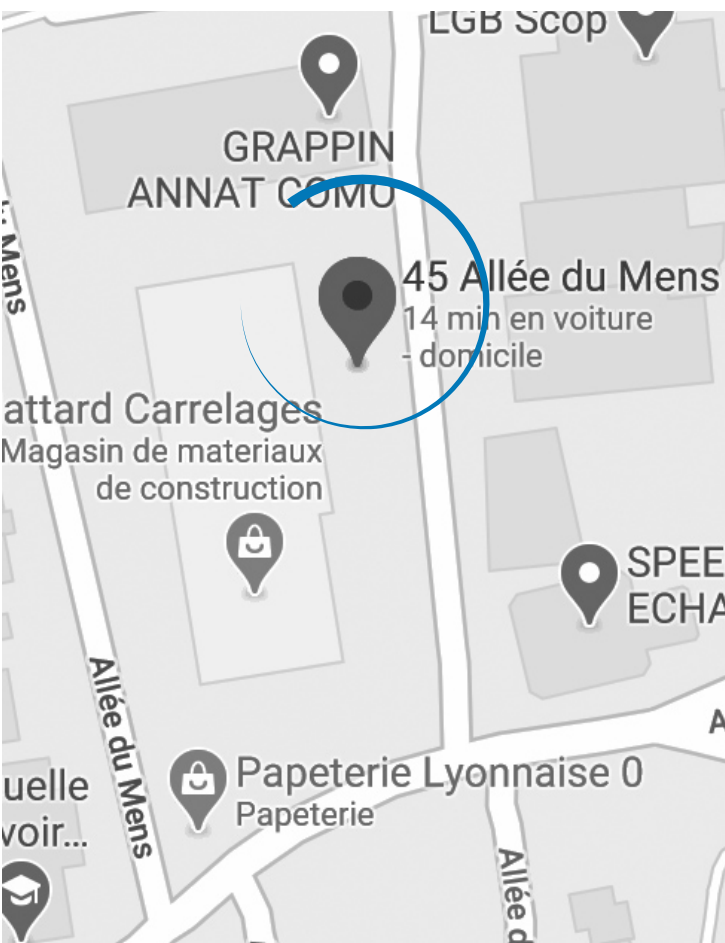 LGB Scop
GRAPPIN
ANNAT COMO
45 Allée du Mens
14 min en voiture
- domicile
Mens
attard Carrelages
Magasin de materiaux
de construction
SPEE
ECHA
Allée du Mens
Papeterie Lyonnaise 0
Papeterie
uelle
voir...
Allée d
A